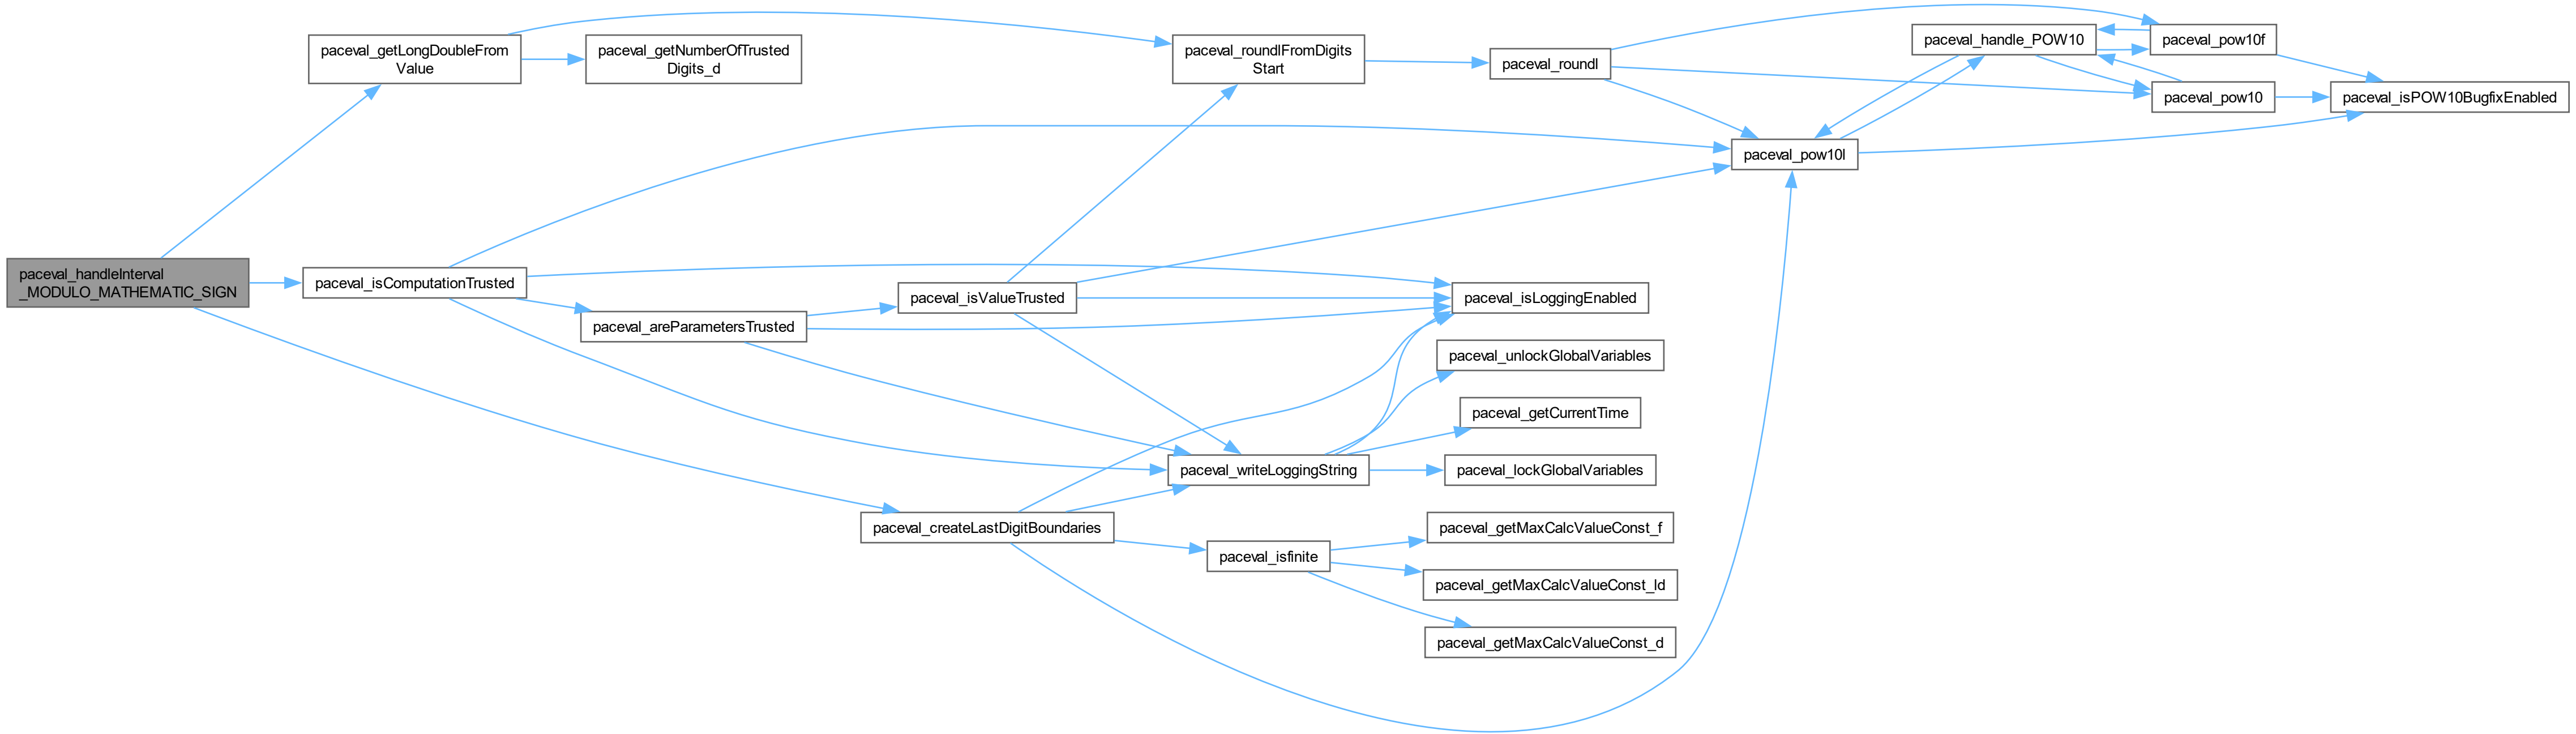 paceval_handleInterval
_MODULO_MATHEMATIC_SIGN
paceval_getLongDoubleFrom
Value
paceval_getNumberOfTrusted
Digits_d
paceval_roundlFromDigits
Start
paceval_roundl
paceval_handle_POW10
paceval_pow10f
paceval_pow10
paceval_isPOW10BugfixEnabled
paceval_pow10l
paceval_isComputationTrusted
paceval_areParametersTrusted
paceval_isValueTrusted
paceval_isLoggingEnabled
paceval_unlockGlobalVariables
paceval_getCurrentTime
paceval_writeLoggingString
paceval_lockGlobalVariables
paceval_createLastDigitBoundaries
paceval_isfinite
paceval_getMaxCalcValueConst_f
paceval_getMaxCalcValueConst_ld
paceval_getMaxCalcValueConst_d